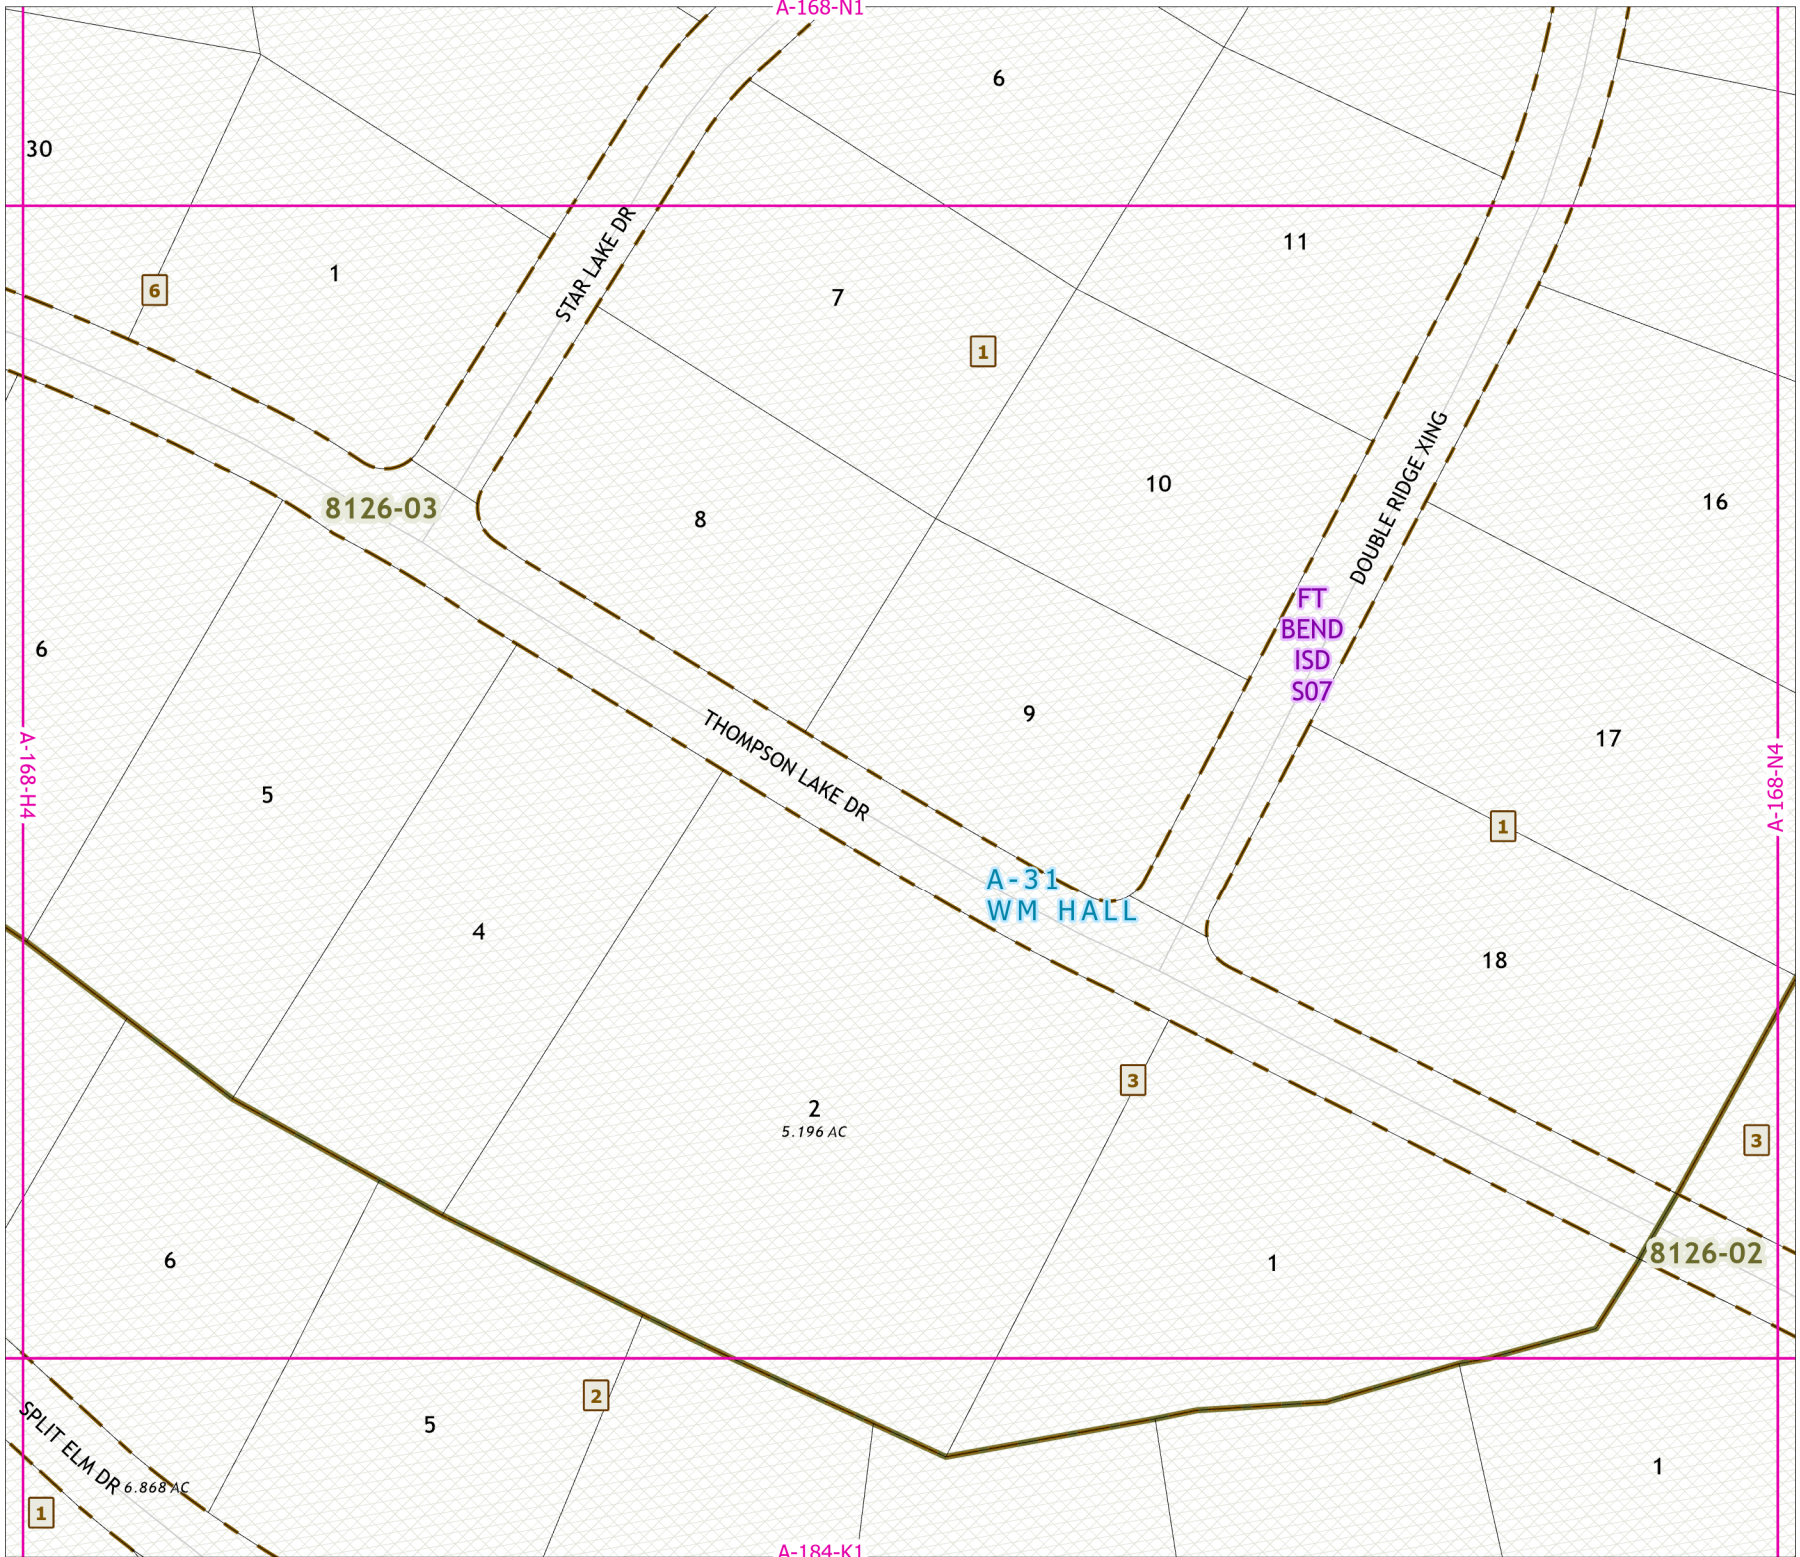 A-168-N1
6
30
11
1
6
7
STAR LAKE DR
1
DOUBLE RIDGE XING
10
16
8126-03
8
FT
BEND
ISD
S07
6
9
17
THOMPSON LAKE DR
A-168-H4
A-168-N4
5
1
A-31
WM HALL
4
18
3
2
5.196 AC
3
6
1
8126-02
2
5
SPLIT ELM DR
6.868 AC
1
1
A-184-K1